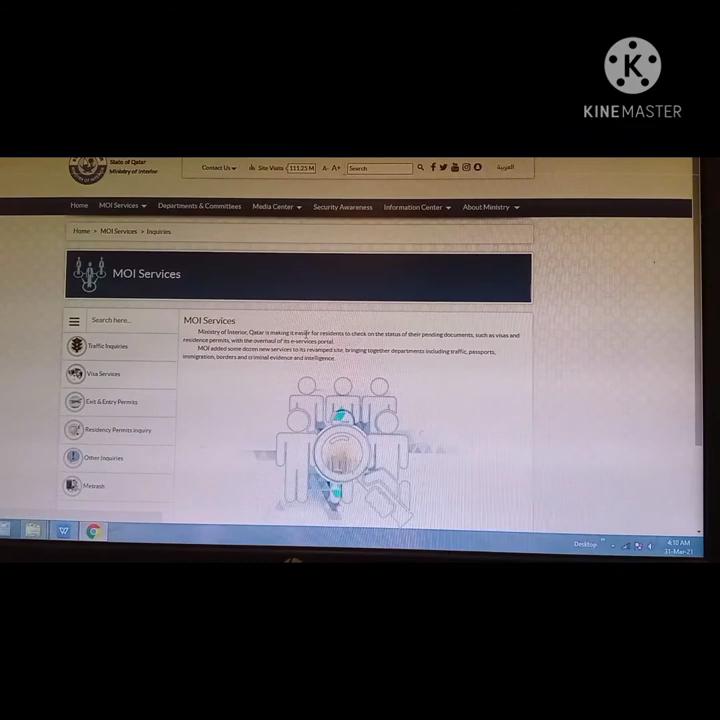 K
KINEMASTER
State of Qatar
Ministry of Interior
Contact Us
Site Visits 111.25 M
A- A+
Search
العربية
Home
MOI Services
Departments & Committees
Media Center
Security Awareness
Information Center
About Ministry
Home > MOI Services > Inquiries
MOI Services
Search here...
Traffic Inquiries
Visa Services
Exit & Entry Permits
Residency Permits inquiry
Other Inquiries
Metrash
MOI Services
Ministry of Interior, Qatar is making it easier for residents to check on the status of their pending documents, such as visas and
residence permits, with the overhaul of its e-services portal.
MOI added some dozen new services to its revamped site, bringing together departments including traffic, passports,
immigration, borders and criminal evidence and intelligence.
W
Desktop
4:10 AM
31-Mar-21